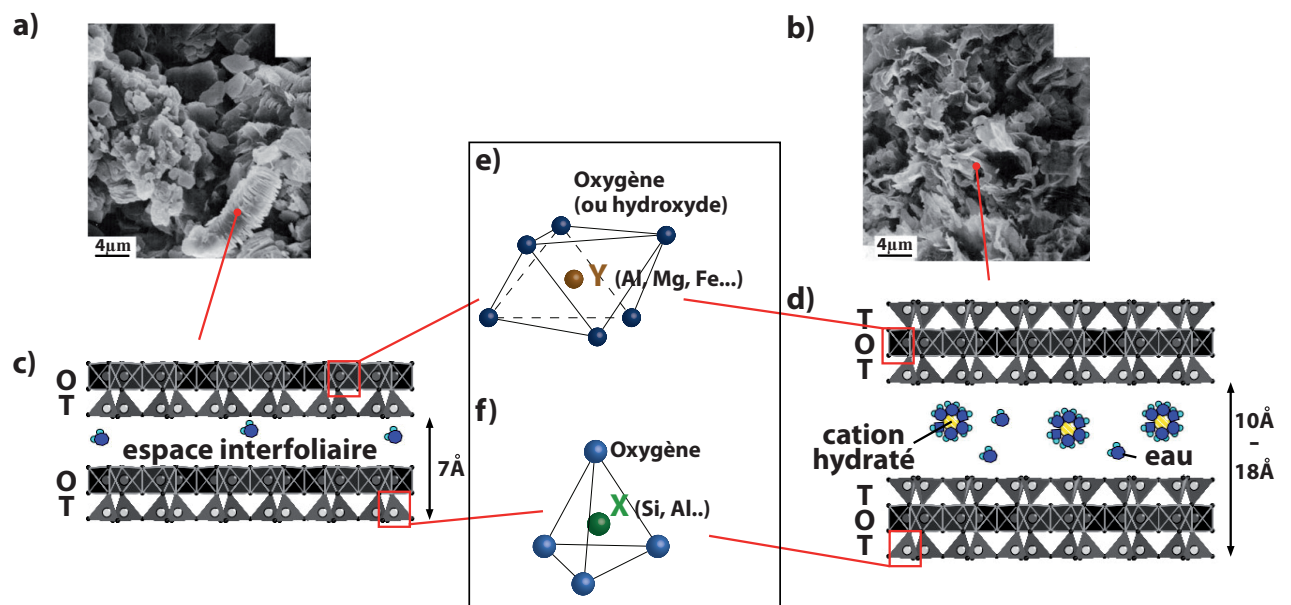 a)
4µm
b)
4µm
e)
Oxygène
(ou hydroxyde)
Y (Al, Mg, Fe...)
c)
O
T
espace interfoliaire
7Å
O
T
f)
Oxygène
X (Si, Al..)
d)
T
O
T
cation
hydraté
eau
10Å
–
18Å
T
O
T